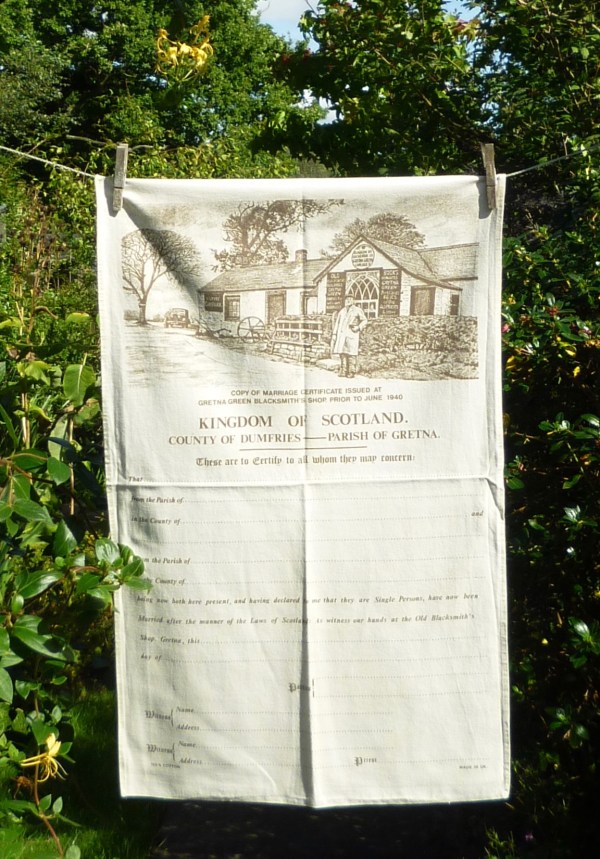 COPY OF MARRIAGE CERTIFICATE ISSUED AT
GRETNA GREEN BLACKSMITH'S SHOP PRIOR TO JUNE 1940
KINGDOM OF SCOTLAND.
COUNTY OF DUMFRIES — PARISH OF GRETNA.
These are to Certify to all whom they may concern:
That
from the Parish of
in the County of and
from the Parish of
the County of
being now both here present, and having declared me that they are Single Persons, have now been
Married after the manner of the Laws of Scotland to witness our hands at the Old Blacksmith's
Shop, Gretna, this
day of
Witness Name
Address
Witness Name
Address
Priest